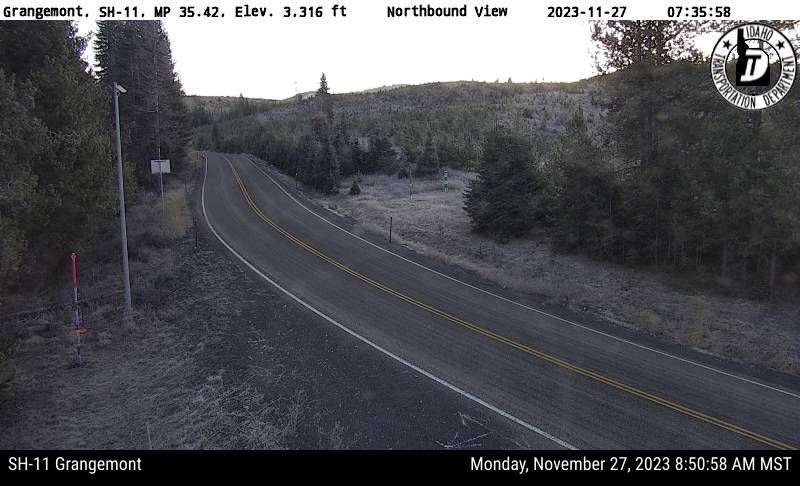 Grangemont, SH-11, MP 35.42, Elev. 3,316 ft Northbound View 2023-11-27 07:35:58
IDAHO
TRANSPORTATION DEPARTMENT
SH-11 Grangemont Monday, November 27, 2023 8:50:58 AM MST